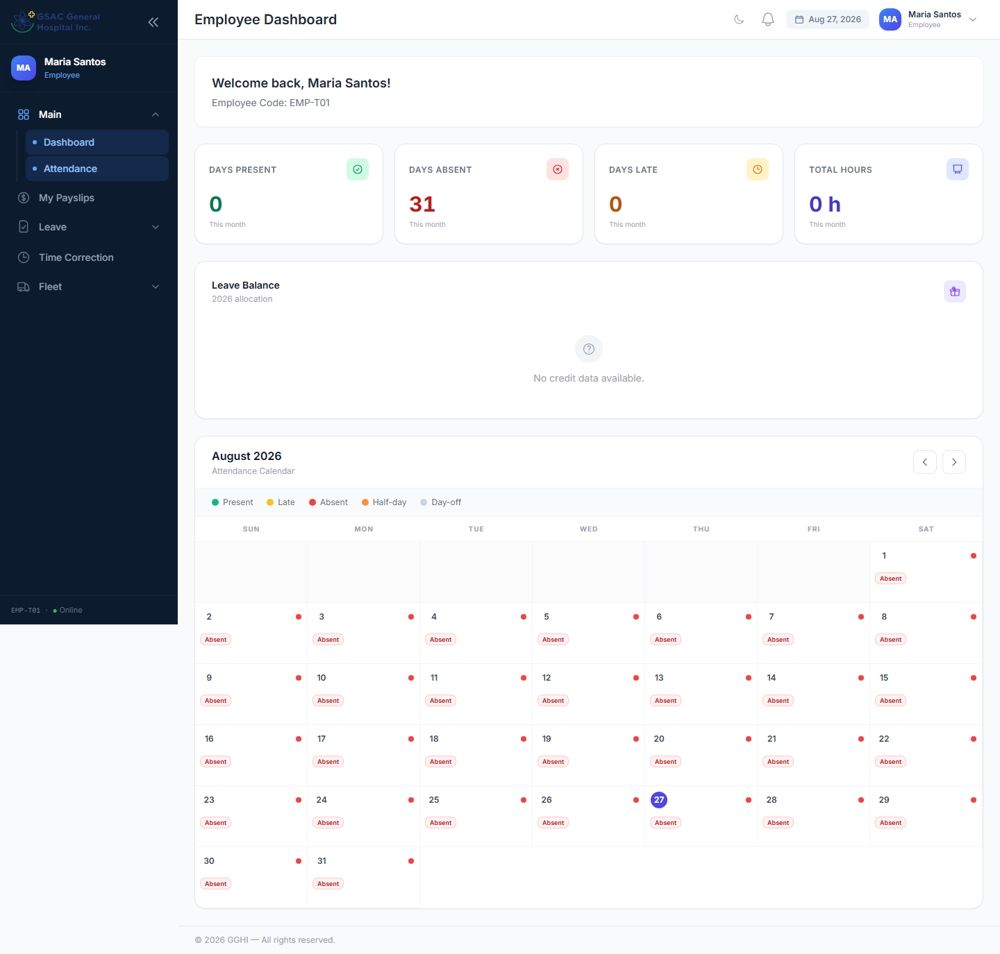 GSAC General
Hospital Inc.
MA
Maria Santos
Employee
Main
Dashboard
Attendance
My Payslips
Leave
Time Correction
Fleet
EMP-T01 · Online
Employee Dashboard
Aug 27, 2026
MA
Maria Santos
Employee
Welcome back, Maria Santos!
Employee Code: EMP-T01
DAYS PRESENT
0
This month
DAYS ABSENT
31
This month
DAYS LATE
0
This month
TOTAL HOURS
0 h
This month
Leave Balance
2026 allocation
No credit data available.
August 2026
Attendance Calendar
Present Late Absent Half-day Day-off
SUN MON TUE WED THU FRI SAT
1
Absent
2 3 4 5 6 7 8
Absent Absent Absent Absent Absent Absent Absent
9 10 11 12 13 14 15
Absent Absent Absent Absent Absent Absent Absent
16 17 18 19 20 21 22
Absent Absent Absent Absent Absent Absent Absent
23 24 25 26 27 28 29
Absent Absent Absent Absent Absent Absent Absent
30 31
Absent Absent
© 2026 GGHI — All rights reserved.